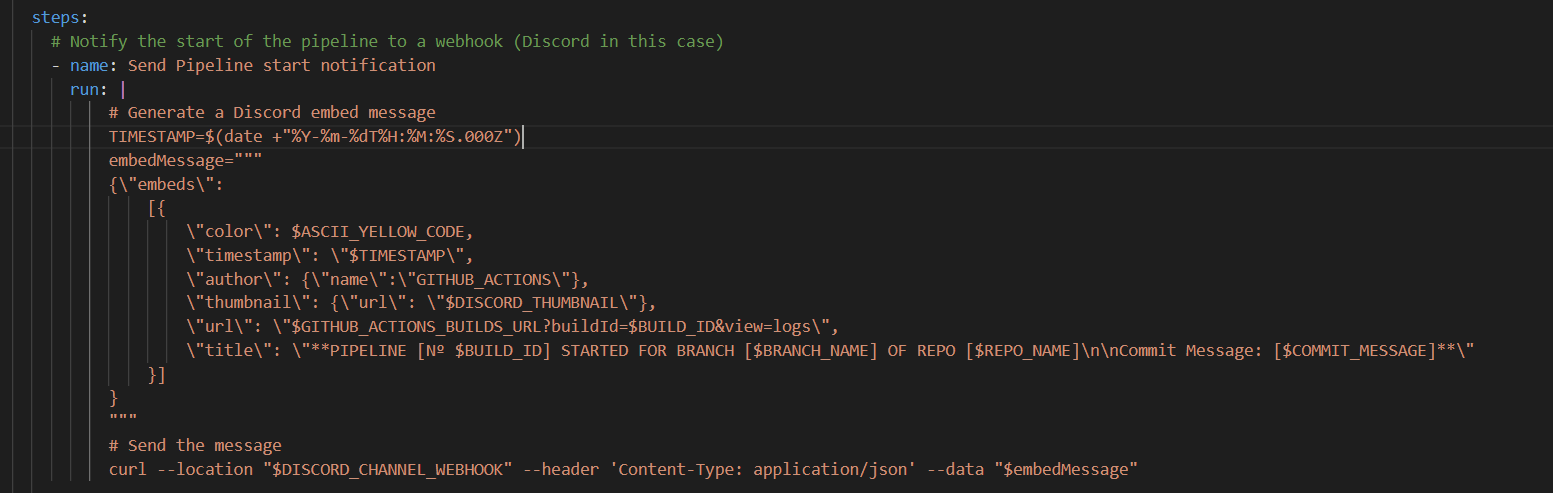 steps:
# Notify the start of the pipeline to a webhook (Discord in this case)
- name: Send Pipeline start notification
run: |
# Generate a Discord embed message
TIMESTAMP=$(date +"%Y-%m-%dT%H:%M:%S.000Z")
embedMessage="""
{\"embeds\":
[{
\"color\": $ASCII_YELLOW_CODE,
\"timestamp\": \"$TIMESTAMP\",
\"author\": {\"name\":\"GITHUB_ACTIONS\"},
\"thumbnail\": {\"url\": \"$DISCORD_THUMBNAIL\"},
\"url\": \"$GITHUB_ACTIONS_BUILDS_URL?buildId=$BUILD_ID&view=logs\",
\"title\": \"**PIPELINE [Nº $BUILD_ID] STARTED FOR BRANCH [$BRANCH_NAME] OF REPO [$REPO_NAME]\n\nCommit Message: [$COMMIT_MESSAGE]**\"
}]
}
"""
# Send the message
curl --location "$DISCORD_CHANNEL_WEBHOOK" --header 'Content-Type: application/json' --data "$embedMessage"